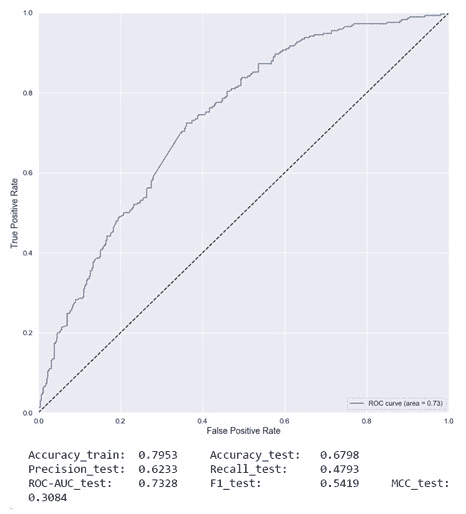 1.0
0.8
0.6
0.4
0.2
0.0
True Positive Rate
0.0 0.2 0.4 0.6 0.8 1.0
False Positive Rate
ROC curve (area = 0.73)
Accuracy_train: 0.7953 Accuracy_test: 0.6798
Precision_test: 0.6233 Recall_test: 0.4793
ROC-AUC_test: 0.7328 F1_test: 0.5419 MCC_test:
0.3084